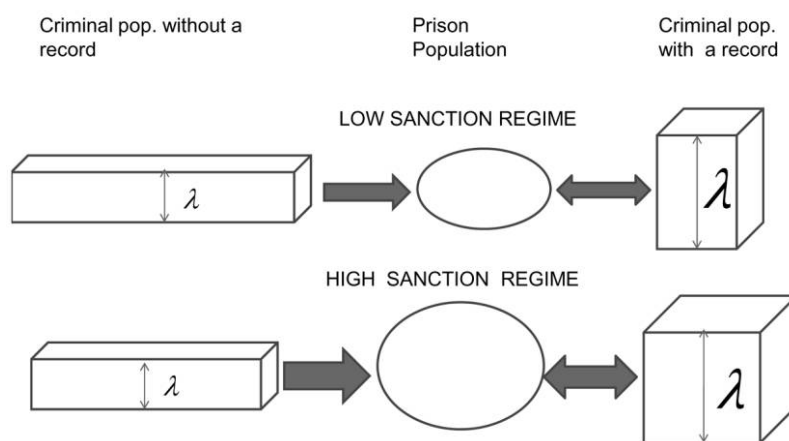 Criminal pop. without a
record
Prison
Population
Criminal pop.
with a record
LOW SANCTION REGIME
λ
λ
HIGH SANCTION REGIME
λ
λ